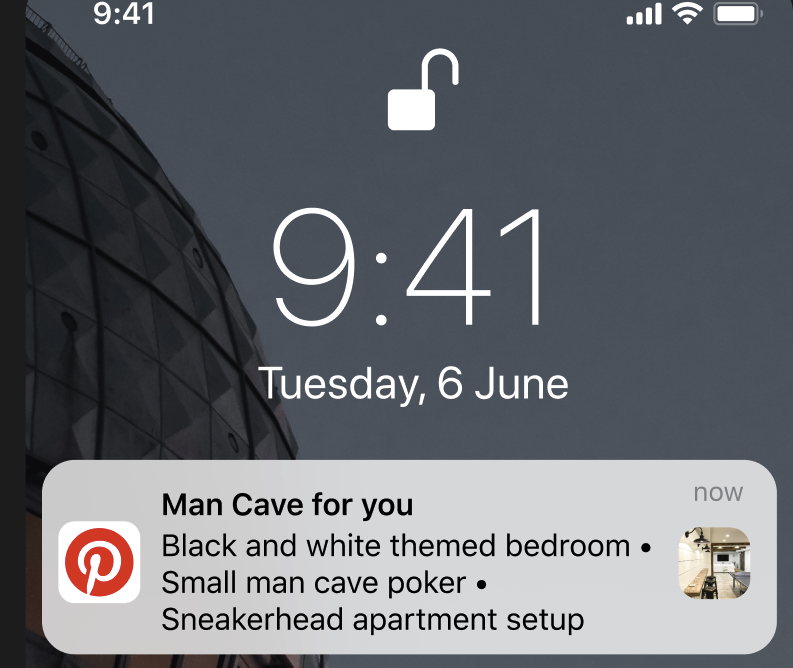 9:41
9:41
Tuesday, 6 June
Man Cave for you
now
Black and white themed bedroom •
Small man cave poker •
Sneakerhead apartment setup